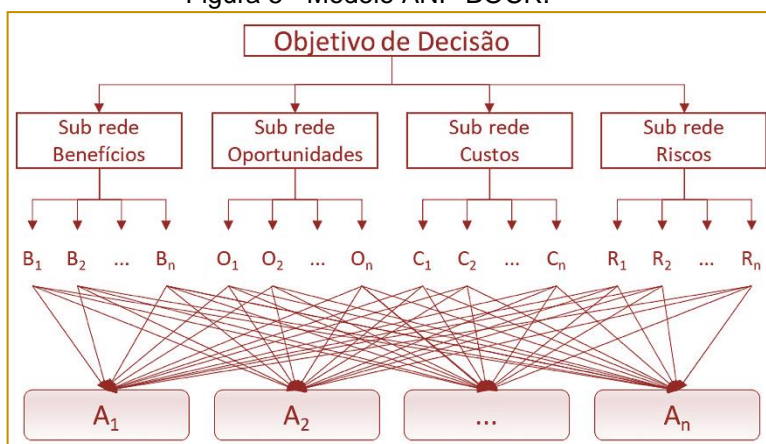 Objetivo de Decisão
Sub rede
Benefícios
Sub rede
Oportunidades
Sub rede
Custos
Sub rede
Riscos
B₁ B₂ ... Bₙ O₁ O₂ ... Oₙ C₁ C₂ ... Cₙ R₁ R₂ ... Rₙ
A₁ A₂ ... Aₙ